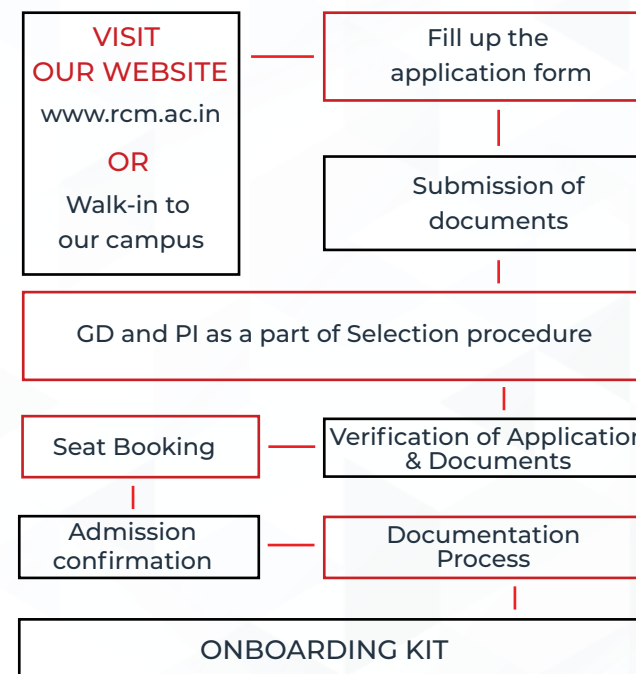 VISIT
OUR WEBSITE
www.rcm.ac.in
OR
Walk-in to
our campus
Fill up the
application form
Submission of
documents
GD and PI as a part of Selection procedure
Verification of Application
& Documents
Seat Booking
Admission
confirmation
Documentation
Process
ONBOARDING KIT